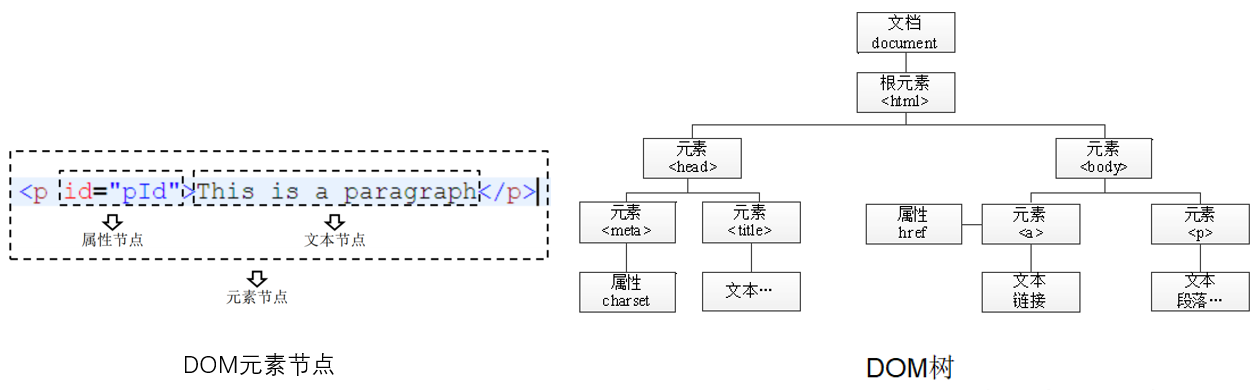 <p id="pId">This is a paragraph</p>
属性节点
文本节点
元素节点
DOM元素节点
文档
document
根元素
<html>
元素
<head>
元素
<body>
元素
<meta>
元素
<title>
属性
href
元素
<a>
元素
<p>
属性
charset
文本…
文本
链接
文本
段落…
DOM树